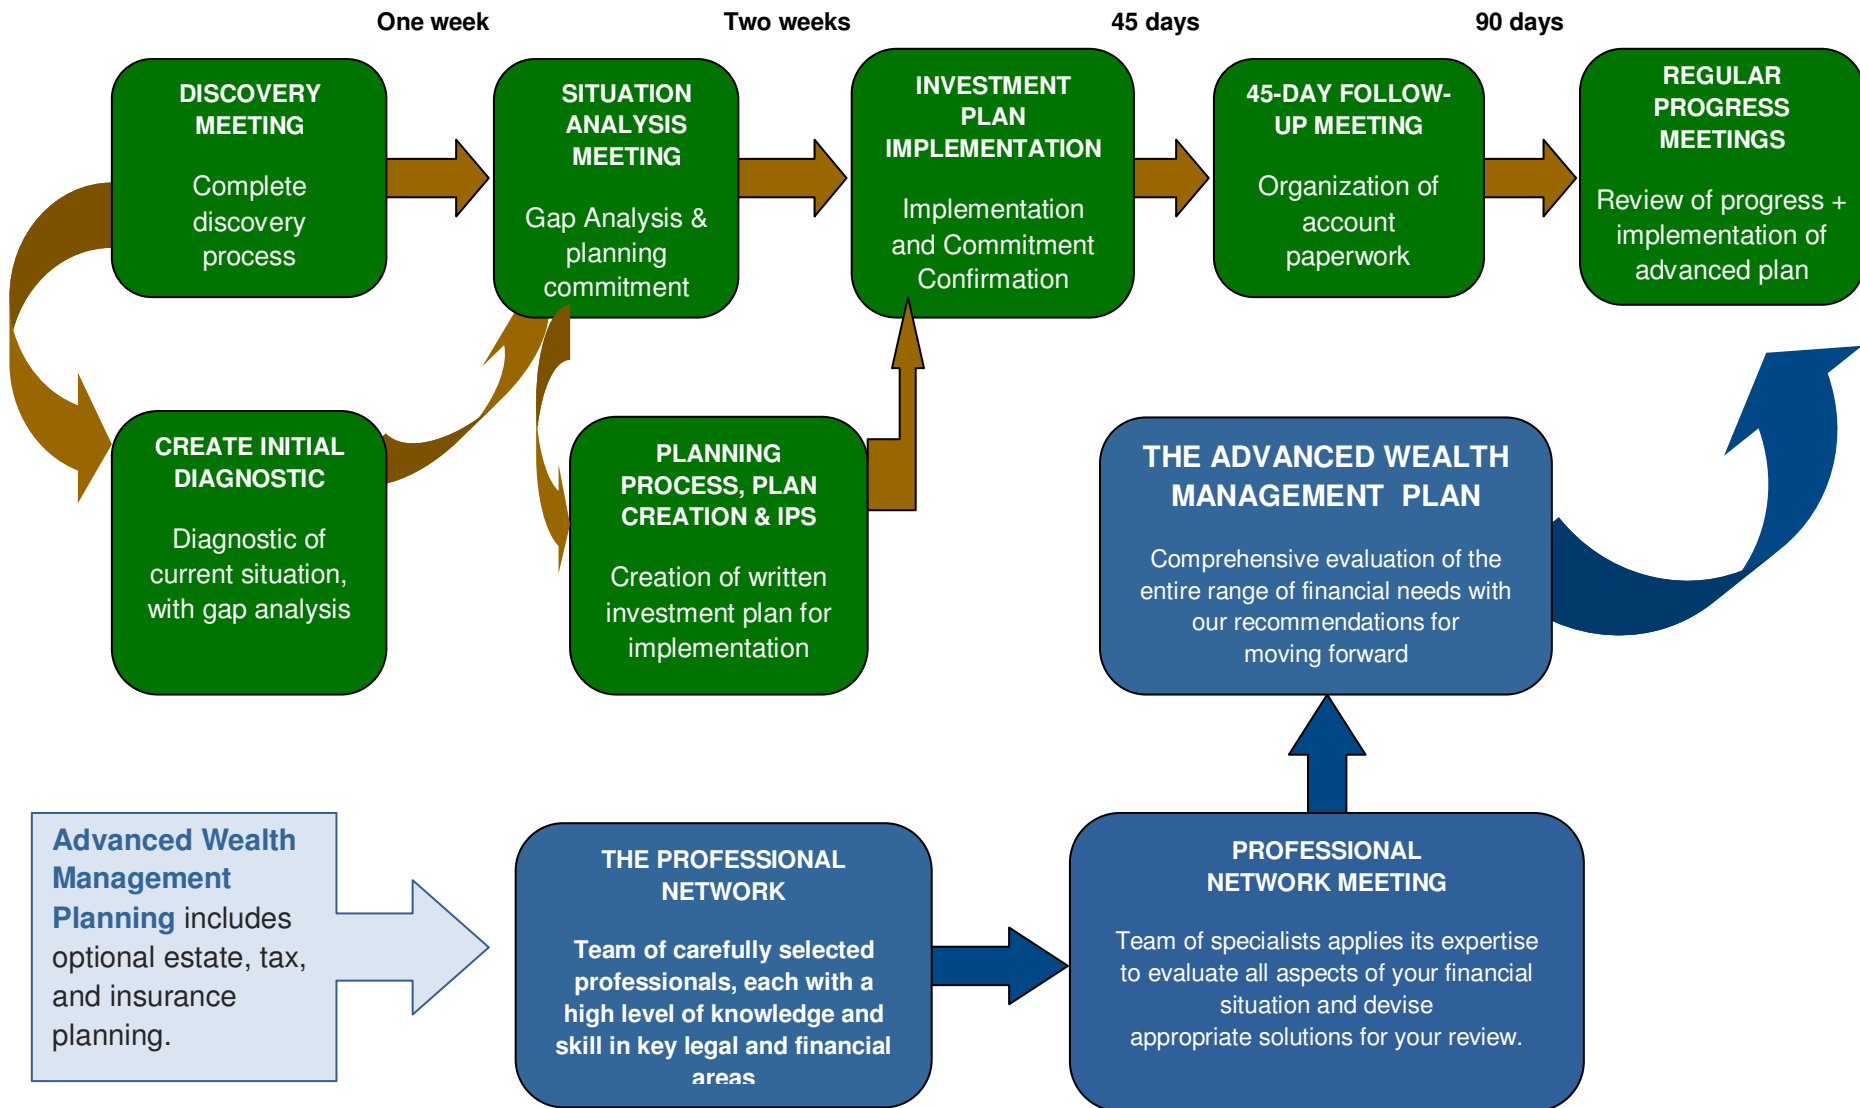 One week
Two weeks
45 days
90 days
DISCOVERY
MEETING
Complete
discovery
process
SITUATION
ANALYSIS
MEETING
Gap Analysis &
planning
commitment
INVESTMENT
PLAN
IMPLEMENTATION
Implementation
and Commitment
Confirmation
45-DAY FOLLOW-
UP MEETING
Organization of
account
paperwork
REGULAR
PROGRESS
MEETINGS
Review of progress +
implementation of
advanced plan
CREATE INITIAL
DIAGNOSTIC
Diagnostic of
current situation,
with gap analysis
PLANNING
PROCESS, PLAN
CREATION & IPS
Creation of written
investment plan for
implementation
THE ADVANCED WEALTH
MANAGEMENT PLAN
Comprehensive evaluation of the
entire range of financial needs with
our recommendations for
moving forward
Advanced Wealth
Management
Planning includes
optional estate, tax,
and insurance
planning.
THE PROFESSIONAL
NETWORK
Team of carefully selected
professionals, each with a
high level of knowledge and
skill in key legal and financial
areas
PROFESSIONAL
NETWORK MEETING
Team of specialists applies its expertise
to evaluate all aspects of your financial
situation and devise
appropriate solutions for your review.